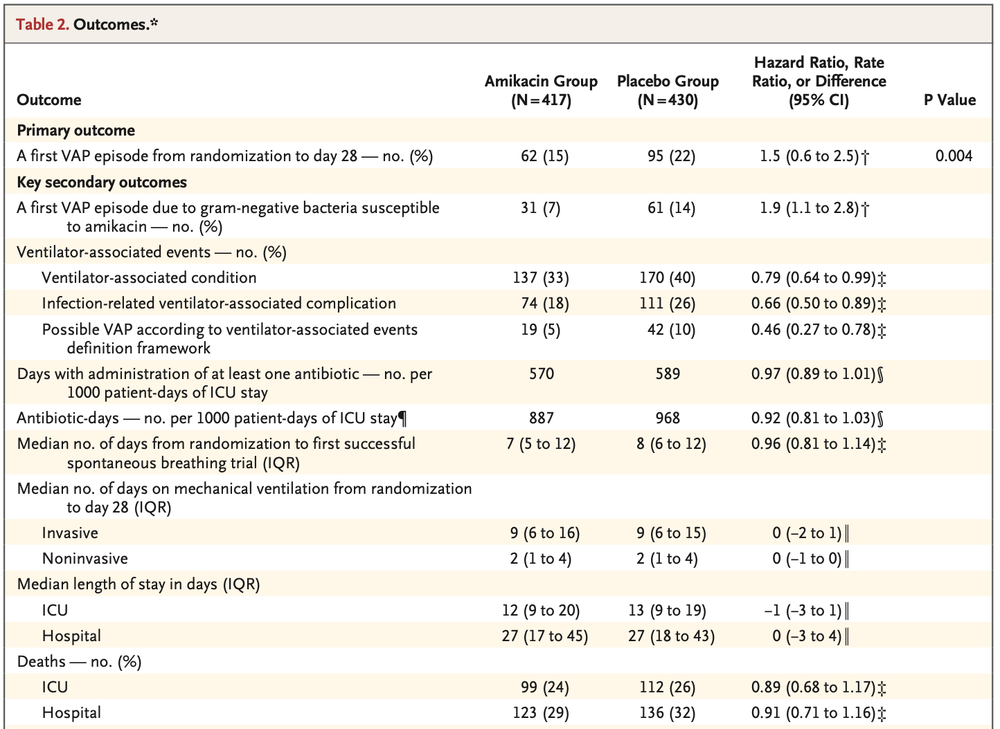 Table 2. Outcomes.*
Outcome Amikacin Group (N=417) Placebo Group (N=430) Hazard Ratio, Rate Ratio, or Difference (95% CI) P Value
Primary outcome
A first VAP episode from randomization to day 28 — no. (%) 62 (15) 95 (22) 1.5 (0.6 to 2.5)† 0.004
Key secondary outcomes
A first VAP episode due to gram-negative bacteria susceptible 31 (7) 61 (14) 1.9 (1.1 to 2.8)†
to amikacin — no. (%)
Ventilator-associated events — no. (%)
Ventilator-associated condition 137 (33) 170 (40) 0.79 (0.64 to 0.99)‡
Infection-related ventilator-associated complication 74 (18) 111 (26) 0.66 (0.50 to 0.89)‡
Possible VAP according to ventilator-associated events 19 (5) 42 (10) 0.46 (0.27 to 0.78)‡
definition framework
Days with administration of at least one antibiotic — no. per 570 589 0.97 (0.89 to 1.01)§
1000 patient-days of ICU stay
Antibiotic-days — no. per 1000 patient-days of ICU stay¶ 887 968 0.92 (0.81 to 1.03)§
Median no. of days from randomization to first successful 7 (5 to 12) 8 (6 to 12) 0.96 (0.81 to 1.14)‡
spontaneous breathing trial (IQR)
Median no. of days on mechanical ventilation from randomization
to day 28 (IQR)
Invasive 9 (6 to 16) 9 (6 to 15) 0 (–2 to 1)‖
Noninvasive 2 (1 to 4) 2 (1 to 4) 0 (–1 to 0)‖
Median length of stay in days (IQR)
ICU 12 (9 to 20) 13 (9 to 19) –1 (–3 to 1)‖
Hospital 27 (17 to 45) 27 (18 to 43) 0 (–3 to 4)‖
Deaths — no. (%)
ICU 99 (24) 112 (26) 0.89 (0.68 to 1.17)‡
Hospital 123 (29) 136 (32) 0.91 (0.71 to 1.16)‡